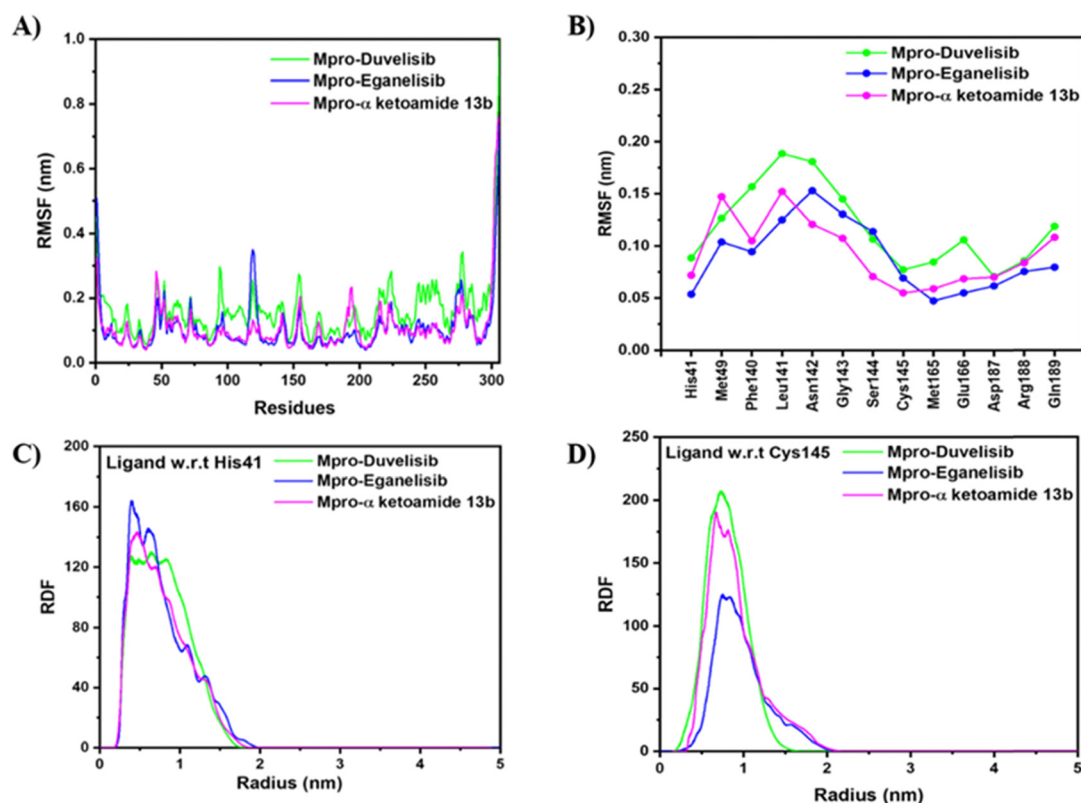 A)
RMSF (nm)
1.0
0.8
0.6
0.4
0.2
0.0
Mpro-Duvelisib
Mpro-Eganelisib
Mpro-α ketoamide 13b
0 50 100 150 200 250 300
Residues
B)
RMSF (nm)
0.30
0.25
0.20
0.15
0.10
0.05
0.00
Mpro-Duvelisib
Mpro-Eganelisib
Mpro-α ketoamide 13b
His41
Met49
Phe140
Leu141
Asn142
Gly143
Ser144
Cys145
Met165
Glu166
Asp187
Arg188
Gln189
C)
RDF
200
160
120
80
40
0
Ligand w.r.t His41
Mpro-Duvelisib
Mpro-Eganelisib
Mpro-α ketoamide 13b
0 1 2 3 4 5
Radius (nm)
D)
RDF
250
200
150
100
50
0
Ligand w.r.t Cys145
Mpro-Duvelisib
Mpro-Eganelisib
Mpro-α ketoamide 13b
0 1 2 3 4 5
Radius (nm)